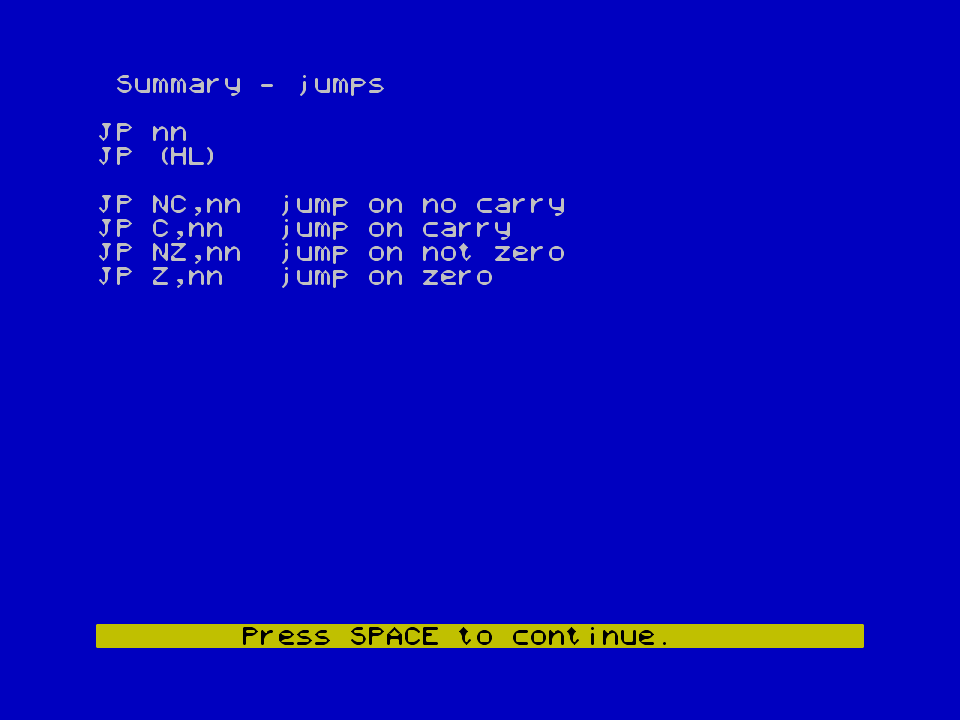 Summary - jumps
JP nn
JP (HL)
JP NC,nn jump on no carry
JP C,nn jump on carry
JP NZ,nn jump on not zero
JP Z,nn jump on zero
Press SPACE to continue.